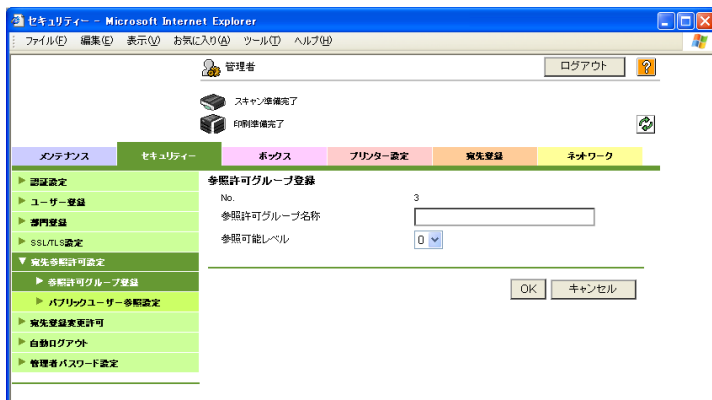 セキュリティー - Microsoft Internet Explorer
ファイル(F) 編集(E) 表示(V) お気に入り(A) ツール(T) ヘルプ(H)
管理者
ログアウト
?
スキャン準備完了
印刷準備完了
メンテナンス セキュリティー ボックス プリンター設定 宛先登録 ネットワーク
認証設定
ユーザー登録
部門登録
SSL/TLS設定
宛先参照許可設定
参照許可グループ登録
パブリックユーザー参照設定
宛先登録変更許可
自動ログアウト
管理者パスワード設定
参照許可グループ登録
No. 3
参照許可グループ名称
参照可能レベル 0
OK キャンセル